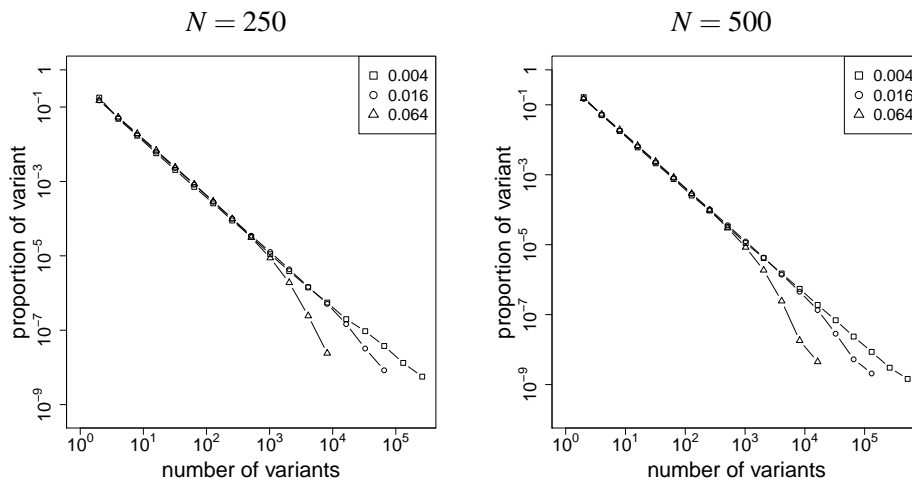 N = 250
1
10⁻¹
10⁻³
10⁻⁵
10⁻⁷
10⁻⁹
proportion of variant
0.004
0.016
0.064
10⁰ 10¹ 10² 10³ 10⁴ 10⁵
number of variants
N = 500
1
10⁻¹
10⁻³
10⁻⁵
10⁻⁷
10⁻⁹
proportion of variant
0.004
0.016
0.064
10⁰ 10¹ 10² 10³ 10⁴ 10⁵
number of variants